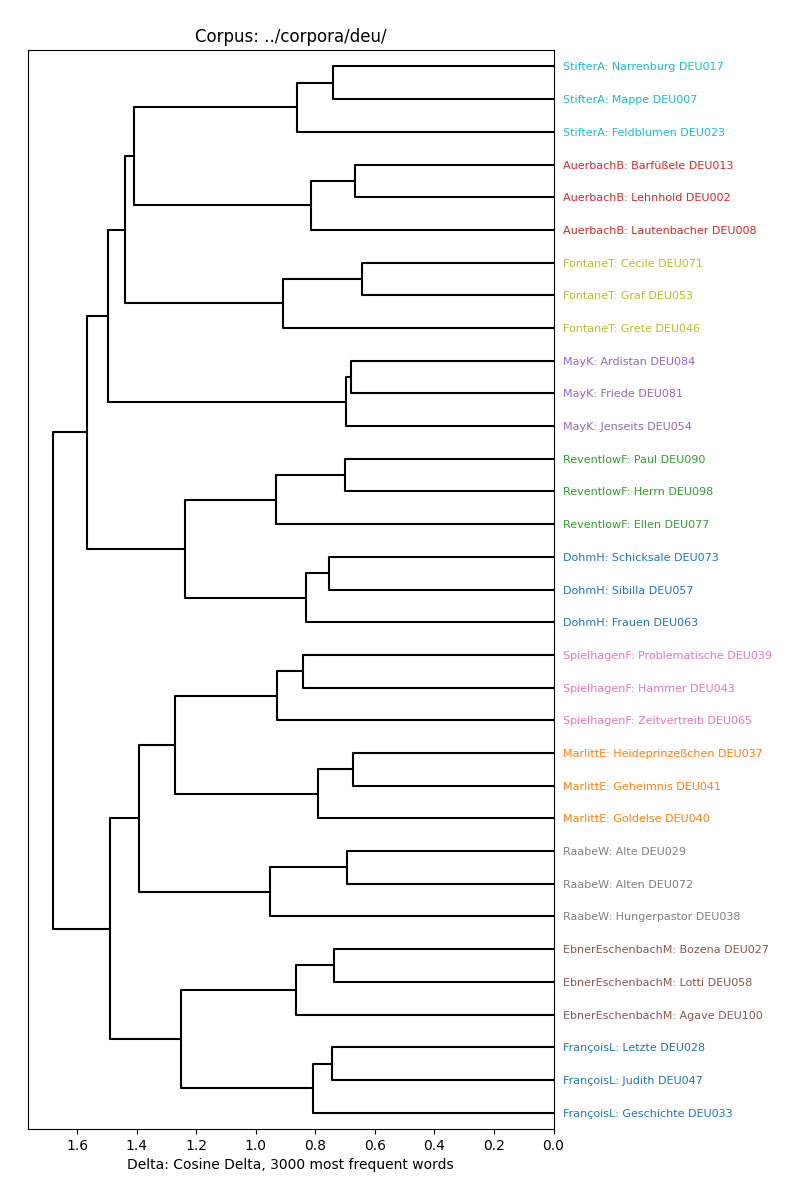 Corpus: ../corpora/deu/
StifterA: Narrenburg DEU017
StifterA: Mappe DEU007
StifterA: Feldblumen DEU023
AuerbachB: Barfüßele DEU013
AuerbachB: Lehnhold DEU002
AuerbachB: Lautenbacher DEU008
FontaneT: Cécile DEU071
FontaneT: Graf DEU053
FontaneT: Grete DEU046
MayK: Ardistan DEU084
MayK: Friede DEU081
MayK: Jenseits DEU054
ReventlowF: Paul DEU090
ReventlowF: Herrn DEU098
ReventlowF: Ellen DEU077
DohmH: Schicksale DEU073
DohmH: Sibilla DEU057
DohmH: Frauen DEU063
SpielhagenF: Problematische DEU039
SpielhagenF: Hammer DEU043
SpielhagenF: Zeitvertreib DEU065
MarlittE: Heideprinzeßchen DEU037
MarlittE: Geheimnis DEU041
MarlittE: Goldelse DEU040
RaabeW: Alte DEU029
RaabeW: Alten DEU072
RaabeW: Hungerpastor DEU038
EbnerEschenbachM: Bozena DEU027
EbnerEschenbachM: Lotti DEU058
EbnerEschenbachM: Agave DEU100
FrançoisL: Letzte DEU028
FrançoisL: Judith DEU047
FrançoisL: Geschichte DEU033
1.6 1.4 1.2 1.0 0.8 0.6 0.4 0.2 0.0
Delta: Cosine Delta, 3000 most frequent words